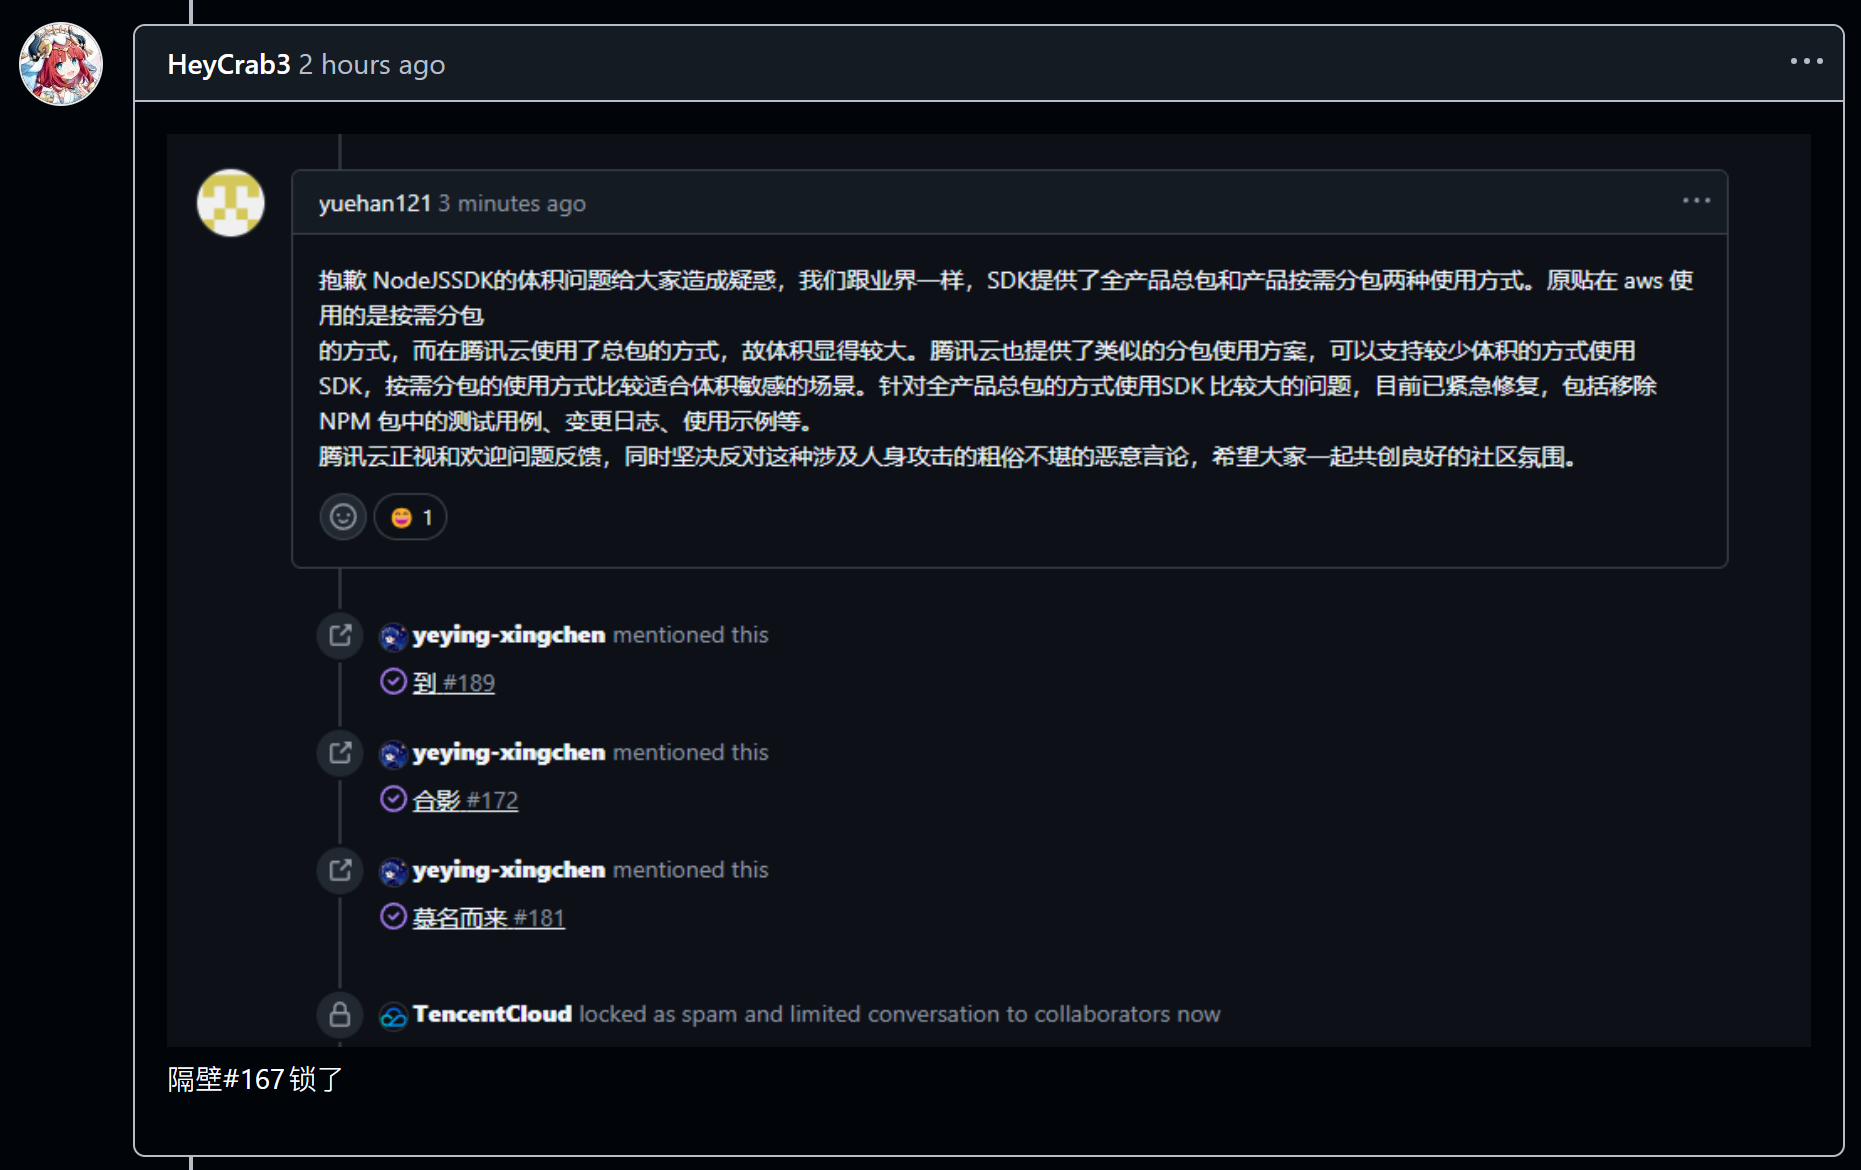 HeyCrab3 2 hours ago
yuehan121 3 minutes ago
抱歉 NodeJSSDK的体积问题给大家造成疑惑，我们跟业界一样，SDK提供了全产品总包和产品按需分包两种使用方式。原贴在 aws 使
用的是按需分包
的方式，而在腾讯云使用了总包的方式，故体积显得较大。腾讯云也提供了类似的分包使用方案，可以支持较少体积的方式使用
SDK，按需分包的使用方式比较适合体积敏感的场景。针对全产品总包的方式使用SDK 比较大的问题，目前已紧急修复，包括移除
NPM 包中的测试用例、变更日志、使用示例等。
腾讯云正视和欢迎问题反馈，同时坚决反对这种涉及人身攻击的粗俗不堪的恶意言论，希望大家一起共创良好的社区氛围。
1
yeying-xingchen mentioned this
到 #189
yeying-xingchen mentioned this
合影 #172
yeying-xingchen mentioned this
慕名而来 #181
TencentCloud locked as spam and limited conversation to collaborators now
隔壁#167锁了